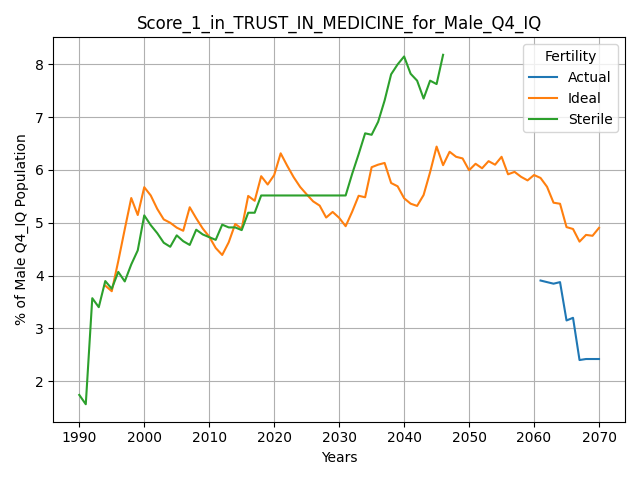 Score_1_in_TRUST_IN_MEDICINE_for_Male_Q4_IQ
% of Male Q4_IQ Population
8
7
6
5
4
3
2
Fertility
Actual
Ideal
Sterile
1990 2000 2010 2020 2030 2040 2050 2060 2070
Years